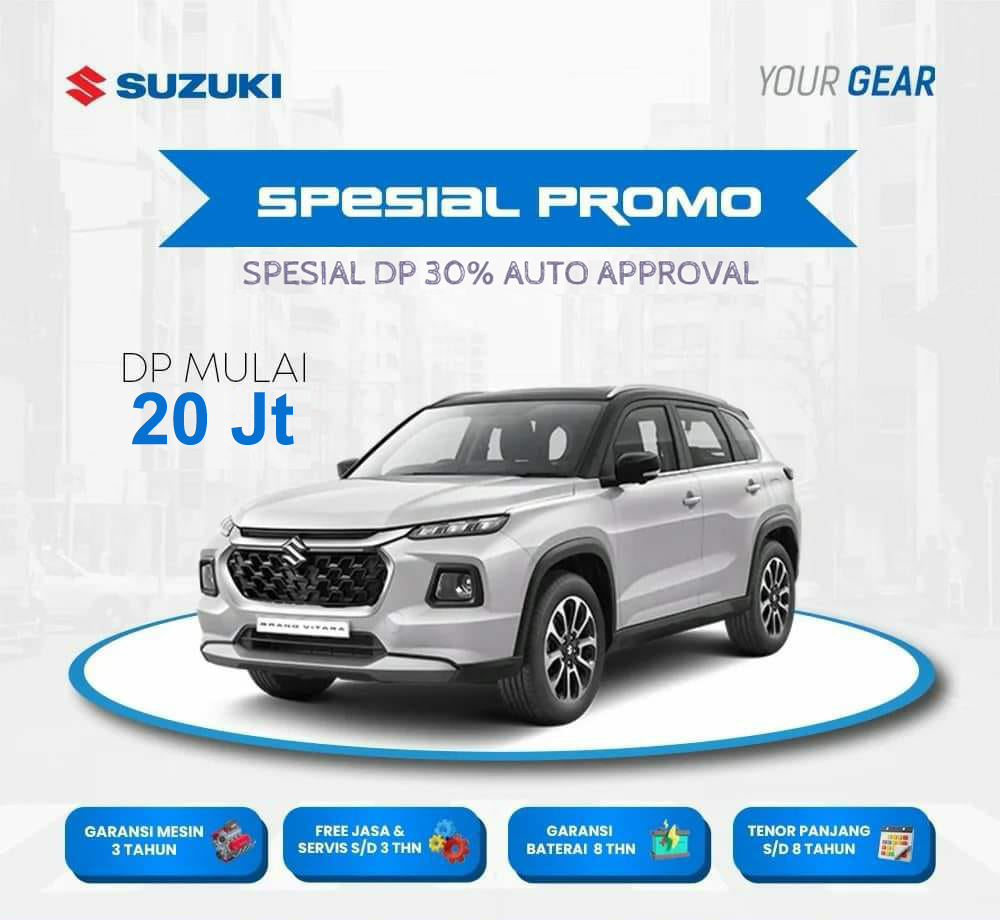 SUZUKI
YOUR GEAR
SPESIAL PROMO
SPESIAL DP 30% AUTO APPROVAL
DP MULAI
20 Jt
GRAND VITARA
GARANSI MESIN
3 TAHUN
FREE JASA &
SERVIS S/D 3 THN
GARANSI
BATERAI 8 THN
TENOR PANJANG
S/D 8 TAHUN